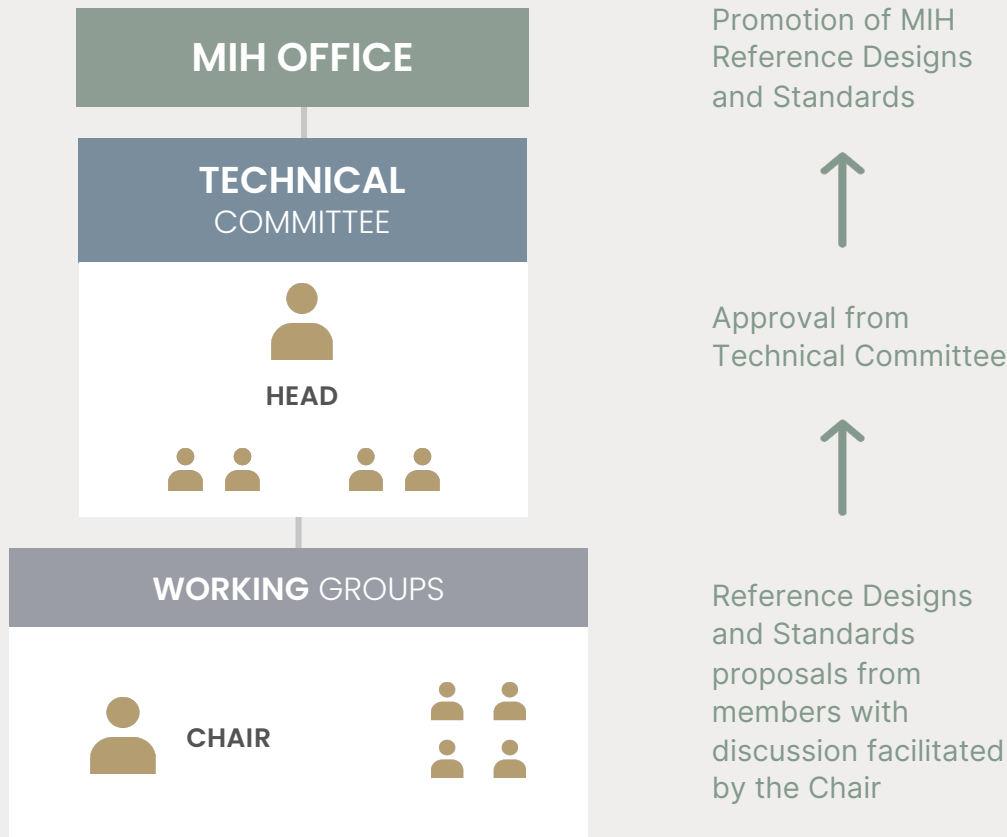 MIH OFFICE
TECHNICAL
COMMITTEE
HEAD
WORKING GROUPS
CHAIR
Promotion of MIH
Reference Designs
and Standards
Approval from
Technical Committee
Reference Designs
and Standards
proposals from
members with
discussion facilitated
by the Chair